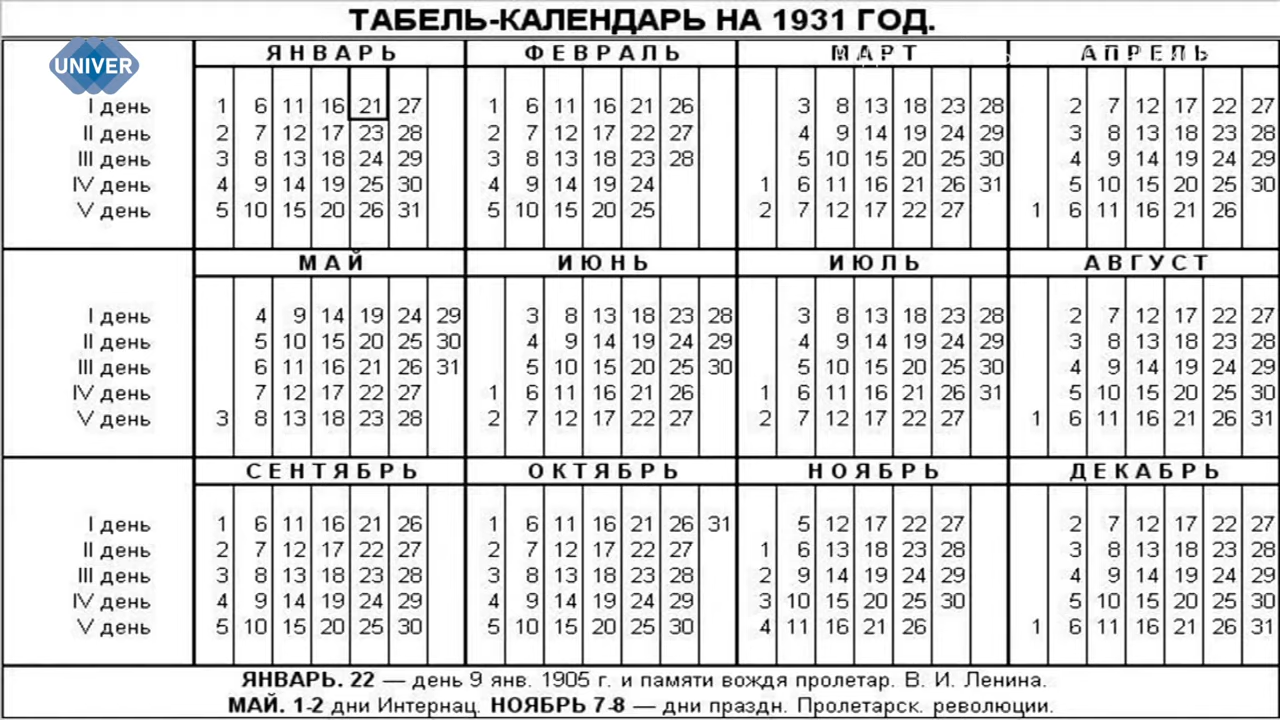 ТАБЕЛЬ-КАЛЕНДАРЬ НА 1931 ГОД.
UNIVER
ЯНВАРЬ ФЕВРАЛЬ МАРТ АПРЕЛЬ
I день 1 6 11 16 21 27 1 6 11 16 21 26 3 8 13 18 23 28 2 7 12 17 22 27
II день 2 7 12 17 23 28 2 7 12 17 22 27 4 9 14 19 24 29 3 8 13 18 23 28
III день 3 8 13 18 24 29 3 8 13 18 23 28 5 10 15 20 25 30 4 9 14 19 24 29
IV день 4 9 14 19 25 30 4 9 14 19 24 1 6 11 16 21 26 31 5 10 15 20 25 30
V день 5 10 15 20 26 31 5 10 15 20 25 2 7 12 17 22 27 1 6 11 16 21 26
МАЙ ИЮНЬ ИЮЛЬ АВГУСТ
I день 4 9 14 19 24 29 3 8 13 18 23 28 3 8 13 18 23 28 2 7 12 17 22 27
II день 5 10 15 20 25 30 4 9 14 19 24 29 4 9 14 19 24 29 3 8 13 18 23 28
III день 6 11 16 21 26 31 5 10 15 20 25 30 5 10 15 20 25 30 4 9 14 19 24 29
IV день 7 12 17 22 27 1 6 11 16 21 26 1 6 11 16 21 26 31 5 10 15 20 25 30
V день 3 8 13 18 23 28 2 7 12 17 22 27 2 7 12 17 22 27 1 6 11 16 21 26 31
СЕНТЯБРЬ ОКТЯБРЬ НОЯБРЬ ДЕКАБРЬ
I день 1 6 11 16 21 26 1 6 11 16 21 26 31 5 12 17 22 27 2 7 12 17 22 27
II день 2 7 12 17 22 27 2 7 12 17 22 27 1 6 13 18 23 28 3 8 13 18 23 28
III день 3 8 13 18 23 28 3 8 13 18 23 28 2 9 14 19 24 29 4 9 14 19 24 29
IV день 4 9 14 19 24 29 4 9 14 19 24 29 3 10 15 20 25 30 5 10 15 20 25 30
V день 5 10 15 20 25 30 5 10 15 20 25 30 4 11 16 21 26 1 6 11 16 21 26 31
ЯНВАРЬ. 22 — день 9 янв. 1905 г. и памяти вождя пролетар. В. И. Ленина.
МАЙ. 1-2 дни Интернац. НОЯБРЬ 7-8 — дни праздн. Пролетарск. революции.